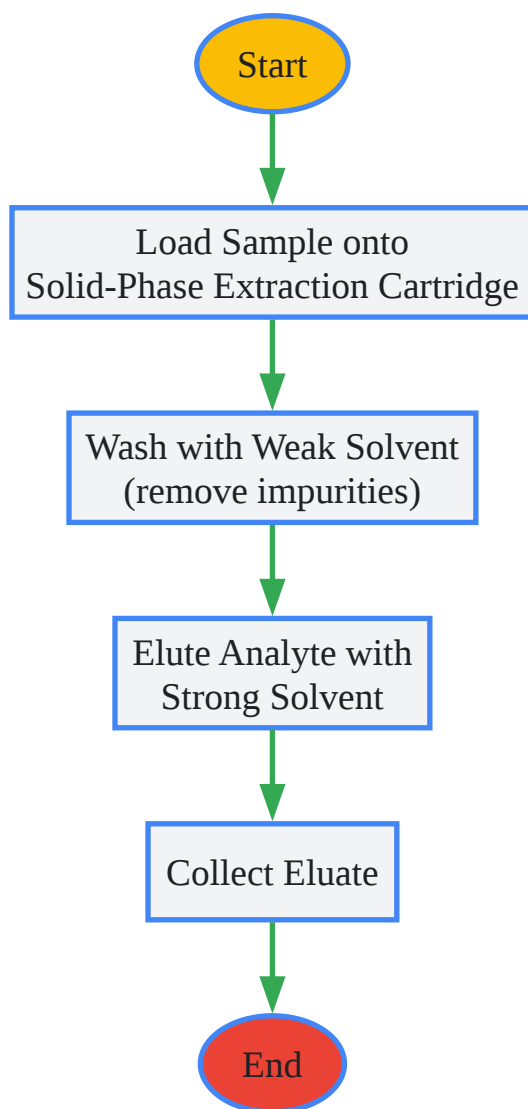 Start
Load Sample onto
Solid-Phase Extraction Cartridge
Wash with Weak Solvent
(remove impurities)
Elute Analyte with
Strong Solvent
Collect Eluate
End